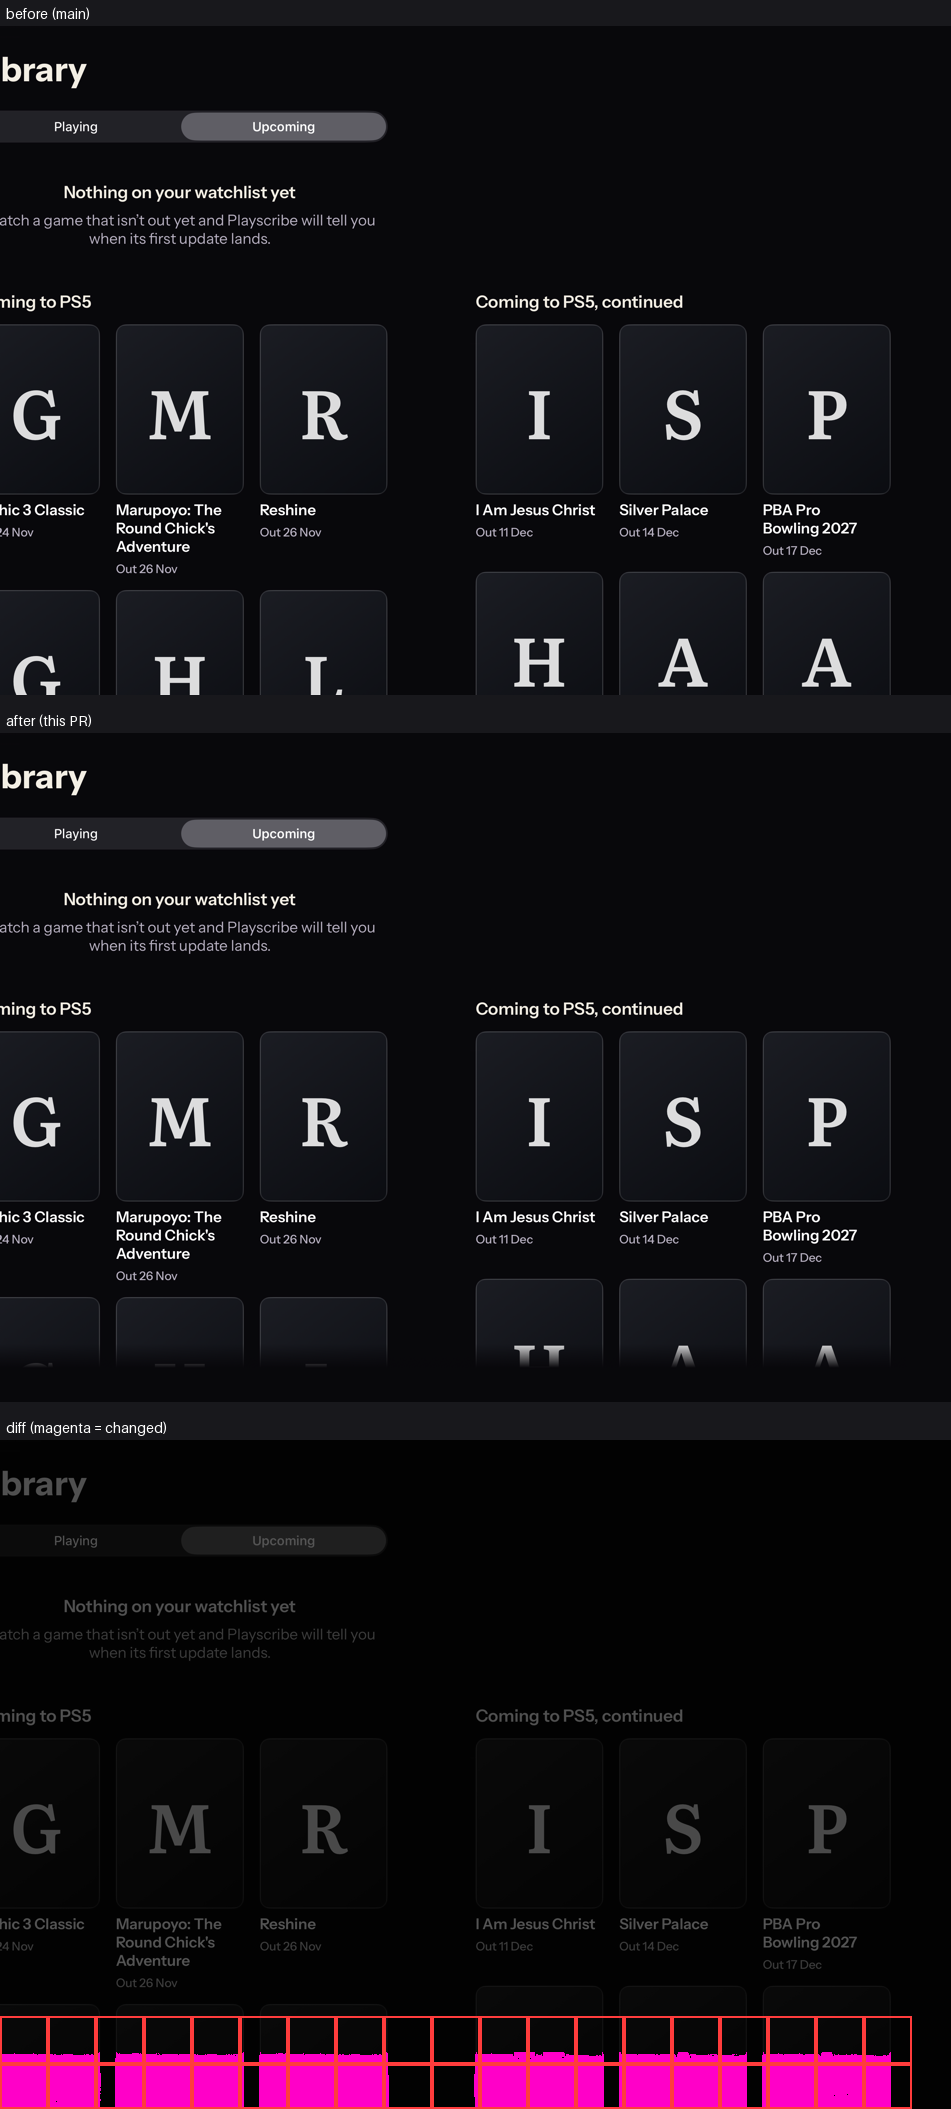 before (main)
brary
Playing
Upcoming
Nothing on your watchlist yet
atch a game that isn’t out yet and Playscribe will tell you
when its first update lands.
ming to PS5
Coming to PS5, continued
G
M
R
I
S
P
hic 3 Classic
Marupoyo: The
Round Chick's
Adventure
Reshine
I Am Jesus Christ
Silver Palace
PBA Pro
Bowling 2027
24 Nov
Out 26 Nov
Out 26 Nov
Out 11 Dec
Out 14 Dec
Out 17 Dec
G
H
L
H
A
A
after (this PR)
brary
Playing
Upcoming
Nothing on your watchlist yet
atch a game that isn’t out yet and Playscribe will tell you
when its first update lands.
ming to PS5
Coming to PS5, continued
G
M
R
I
S
P
hic 3 Classic
Marupoyo: The
Round Chick's
Adventure
Reshine
I Am Jesus Christ
Silver Palace
PBA Pro
Bowling 2027
24 Nov
Out 26 Nov
Out 26 Nov
Out 11 Dec
Out 14 Dec
Out 17 Dec
H
A
A
diff (magenta = changed)
brary
Playing
Upcoming
Nothing on your watchlist yet
atch a game that isn’t out yet and Playscribe will tell you
when its first update lands.
ming to PS5
Coming to PS5, continued
G
M
R
I
S
P
hic 3 Classic
Marupoyo: The
Round Chick's
Adventure
Reshine
I Am Jesus Christ
Silver Palace
PBA Pro
Bowling 2027
24 Nov
Out 26 Nov
Out 26 Nov
Out 11 Dec
Out 14 Dec
Out 17 Dec